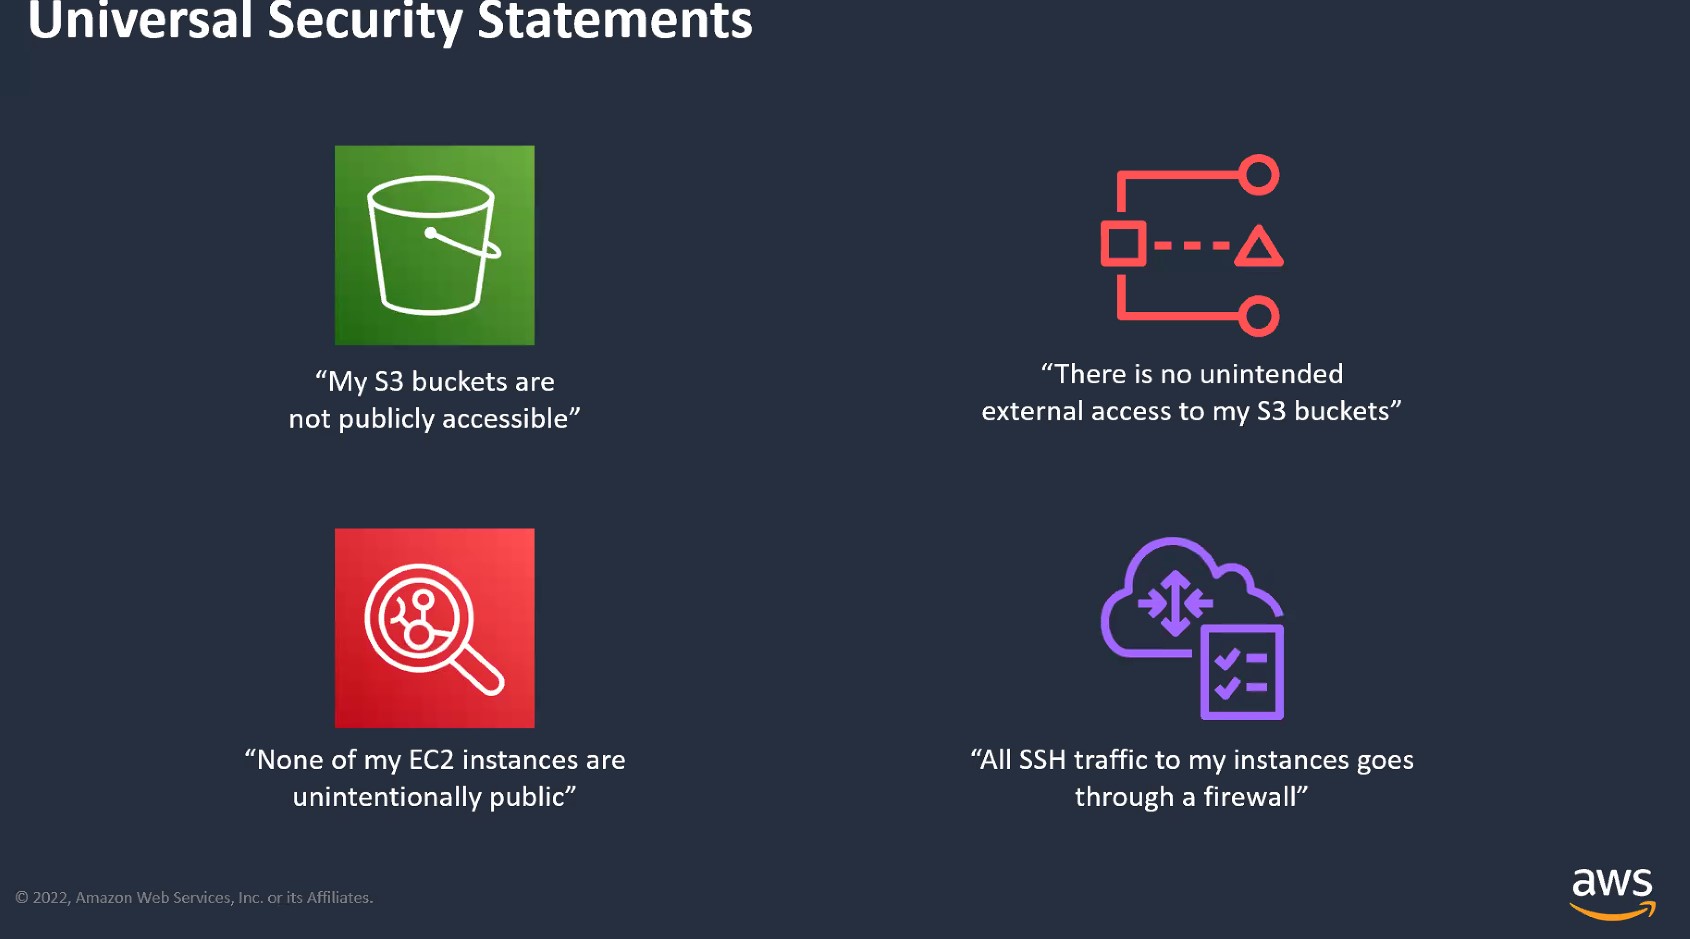 Universal Security Statements
“My S3 buckets are
not publicly accessible”
“There is no unintended
external access to my S3 buckets”
“None of my EC2 instances are
unintentionally public”
“All SSH traffic to my instances goes
through a firewall”
© 2022, Amazon Web Services, Inc. or its Affiliates.
aws